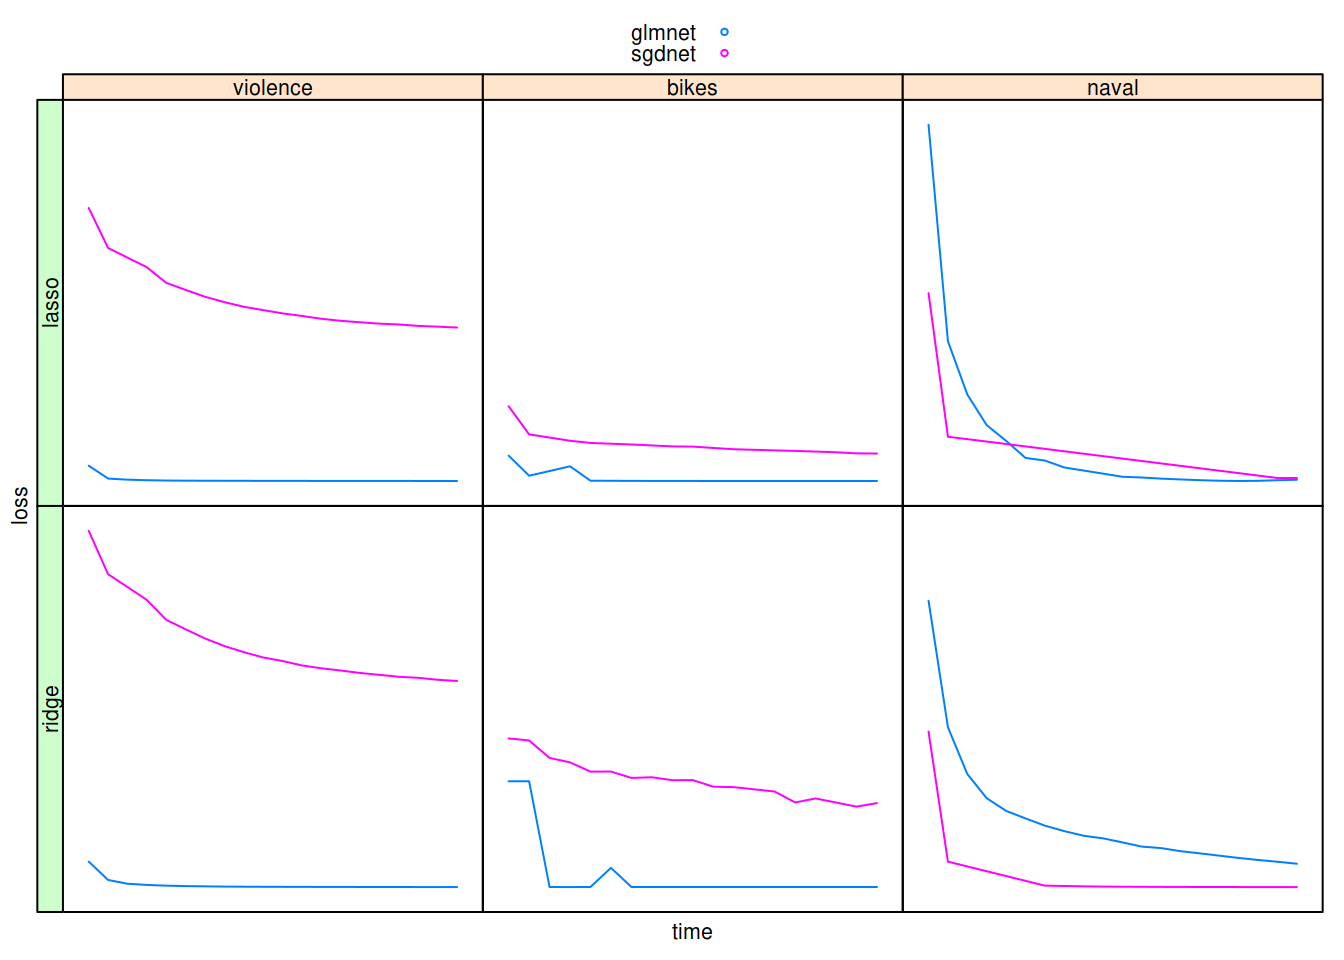 glmnet
sgdnet
violence
bikes
naval
lasso
ridge
loss
time